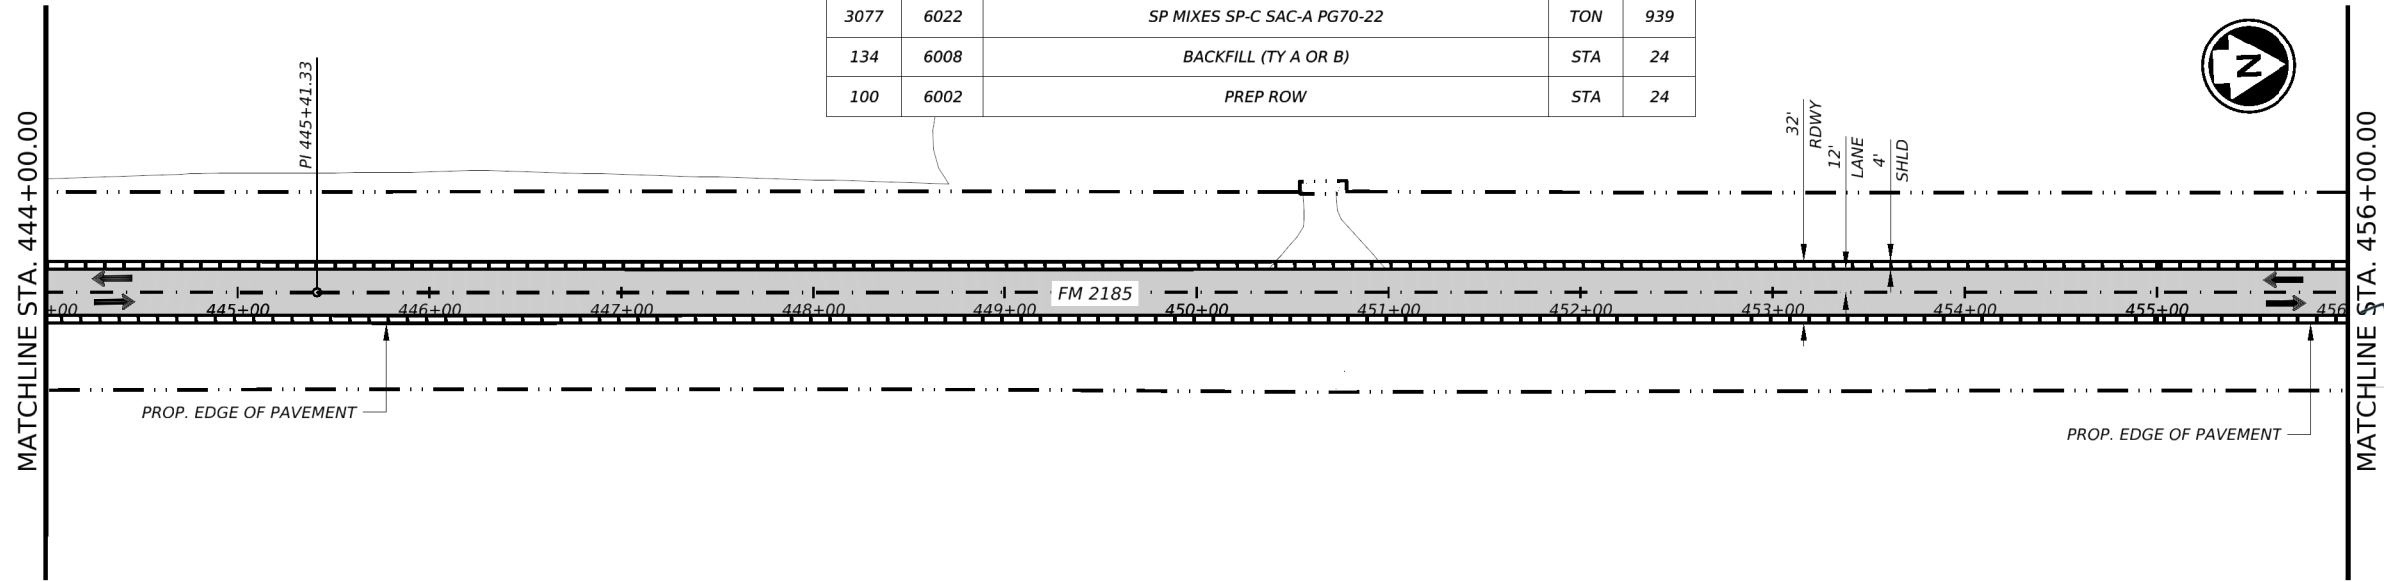 3077 6022 SP MIXES SP-C SAC-A PG70-22 TON 939
134 6008 BACKFILL (TY A OR B) STA 24
100 6002 PREP ROW STA 24
N
MATCHLINE STA. 444+00.00
PI 445+41.33
32'
RDWY
12'
LANE
4'
SHLD
MATCHLINE STA. 456+00.00
FM 2185
+00 445+00 446+00 447+00 448+00 449+00 450+00 451+00 452+00 453+00 454+00 455+00 456
PROP. EDGE OF PAVEMENT
PROP. EDGE OF PAVEMENT